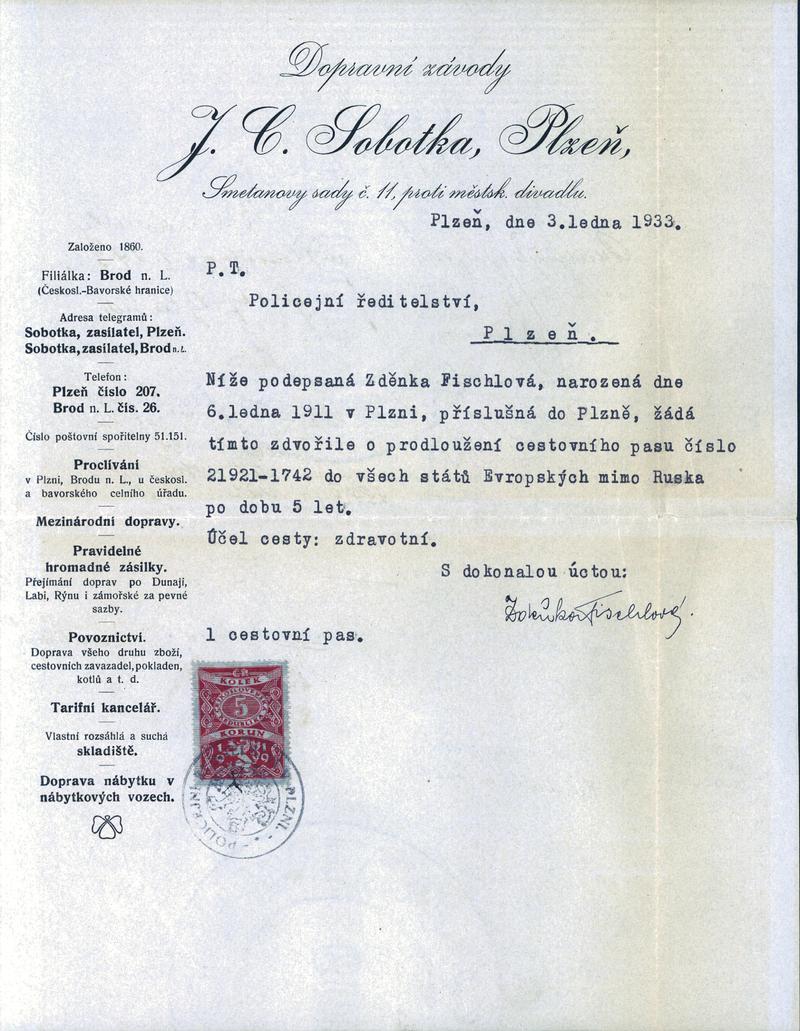 Dopravní závody
J. C. Sobotka, Plzeň,
Smetanovy sady č. 11, proti městsk. divadlu.
Plzeň, dne 3.ledna 1933.
Založeno 1860.
Filiálka: Brod n. L.
(Českosl.-Bavorské hranice)
Adresa telegramů:
Sobotka, zasílatel, Plzeň.
Sobotka, zasílatel, Brod n. L.
Telefon:
Plzeň číslo 207.
Brod n. L. čís. 26.
Číslo poštovní spořitelny 51.151.
Proclívání
v Plzni, Brodu n. L., u českosl.
a bavorského celního úřadu.
Mezinárodní dopravy.
Pravidelné
hromadné zásilky.
Přejímání doprav po Dunaji,
Labi, Rýnu i zámořské za pevné
sazby.
Povoznictví.
Doprava všeho druhu zboží,
cestovních zavazadel, pokladen,
kotlů a t. d.
Tarifní kancelář.
Vlastní rozsáhlá a suchá
skladiště.
Doprava nábytku v
nábytkových vozech.
P.T.
Policejní ředitelství,
Plzeň.
Níže podepsaná Zděnka Fischlová, narozená dne
6.ledna 1911 v Plzni, příslušná do Plzně, žádá
tímto zdvořile o prodloužení cestovního pasu číslo
21921-1742 do všech států Evropských mimo Ruska
po dobu 5 let.
Účel cesty: zdravotní.
S dokonalou úctou:
Zdeňka Fischlová.
1 cestovní pas.
KOLEK
5
KORUN
PLZNI.